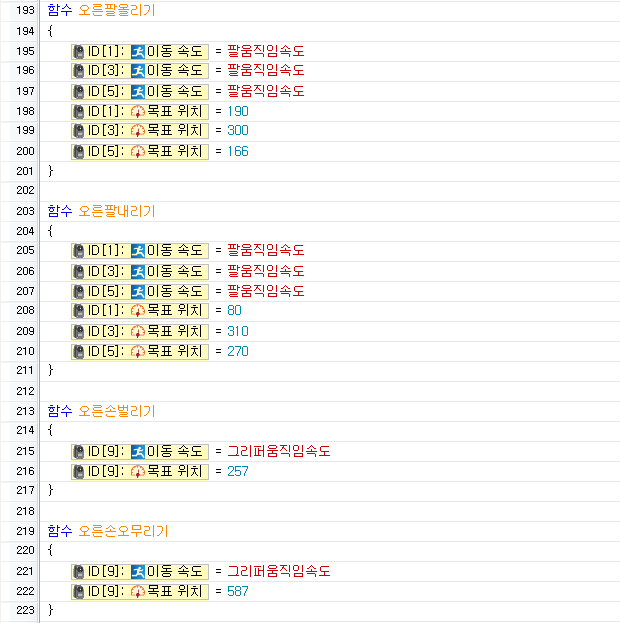 193 함수 오른팔올리기
194 {
195 ID[1]: 이동 속도 = 팔움직임속도
196 ID[3]: 이동 속도 = 팔움직임속도
197 ID[5]: 이동 속도 = 팔움직임속도
198 ID[1]: 목표 위치 = 190
199 ID[3]: 목표 위치 = 300
200 ID[5]: 목표 위치 = 166
201 }
202
203 함수 오른팔내리기
204 {
205 ID[1]: 이동 속도 = 팔움직임속도
206 ID[3]: 이동 속도 = 팔움직임속도
207 ID[5]: 이동 속도 = 팔움직임속도
208 ID[1]: 목표 위치 = 80
209 ID[3]: 목표 위치 = 310
210 ID[5]: 목표 위치 = 270
211 }
212
213 함수 오른손벌리기
214 {
215 ID[9]: 이동 속도 = 그리퍼움직임속도
216 ID[9]: 목표 위치 = 257
217 }
218
219 함수 오른손오무리기
220 {
221 ID[9]: 이동 속도 = 그리퍼움직임속도
222 ID[9]: 목표 위치 = 587
223 }